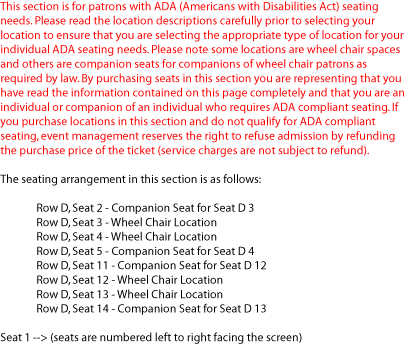 This section is for patrons with ADA (Americans with Disabilities Act) seating
needs. Please read the location descriptions carefully prior to selecting your
location to ensure that you are selecting the appropriate type of location for your
individual ADA seating needs. Please note some locations are wheel chair spaces
and others are companion seats for companions of wheel chair patrons as
required by law. By purchasing seats in this section you are representing that you
have read the information contained on this page completely and that you are an
individual or companion of an individual who requires ADA compliant seating. If
you purchase locations in this section and do not qualify for ADA compliant
seating, event management reserves the right to refuse admission by refunding
the purchase price of the ticket (service charges are not subject to refund).
The seating arrangement in this section is as follows:
Row D, Seat 2 - Companion Seat for Seat D 3
Row D, Seat 3 - Wheel Chair Location
Row D, Seat 4 - Wheel Chair Location
Row D, Seat 5 - Companion Seat for Seat D 4
Row D, Seat 11 - Companion Seat for Seat D 12
Row D, Seat 12 - Wheel Chair Location
Row D, Seat 13 - Wheel Chair Location
Row D, Seat 14 - Companion Seat for Seat D 13
Seat 1 --> (seats are numbered left to right facing the screen)